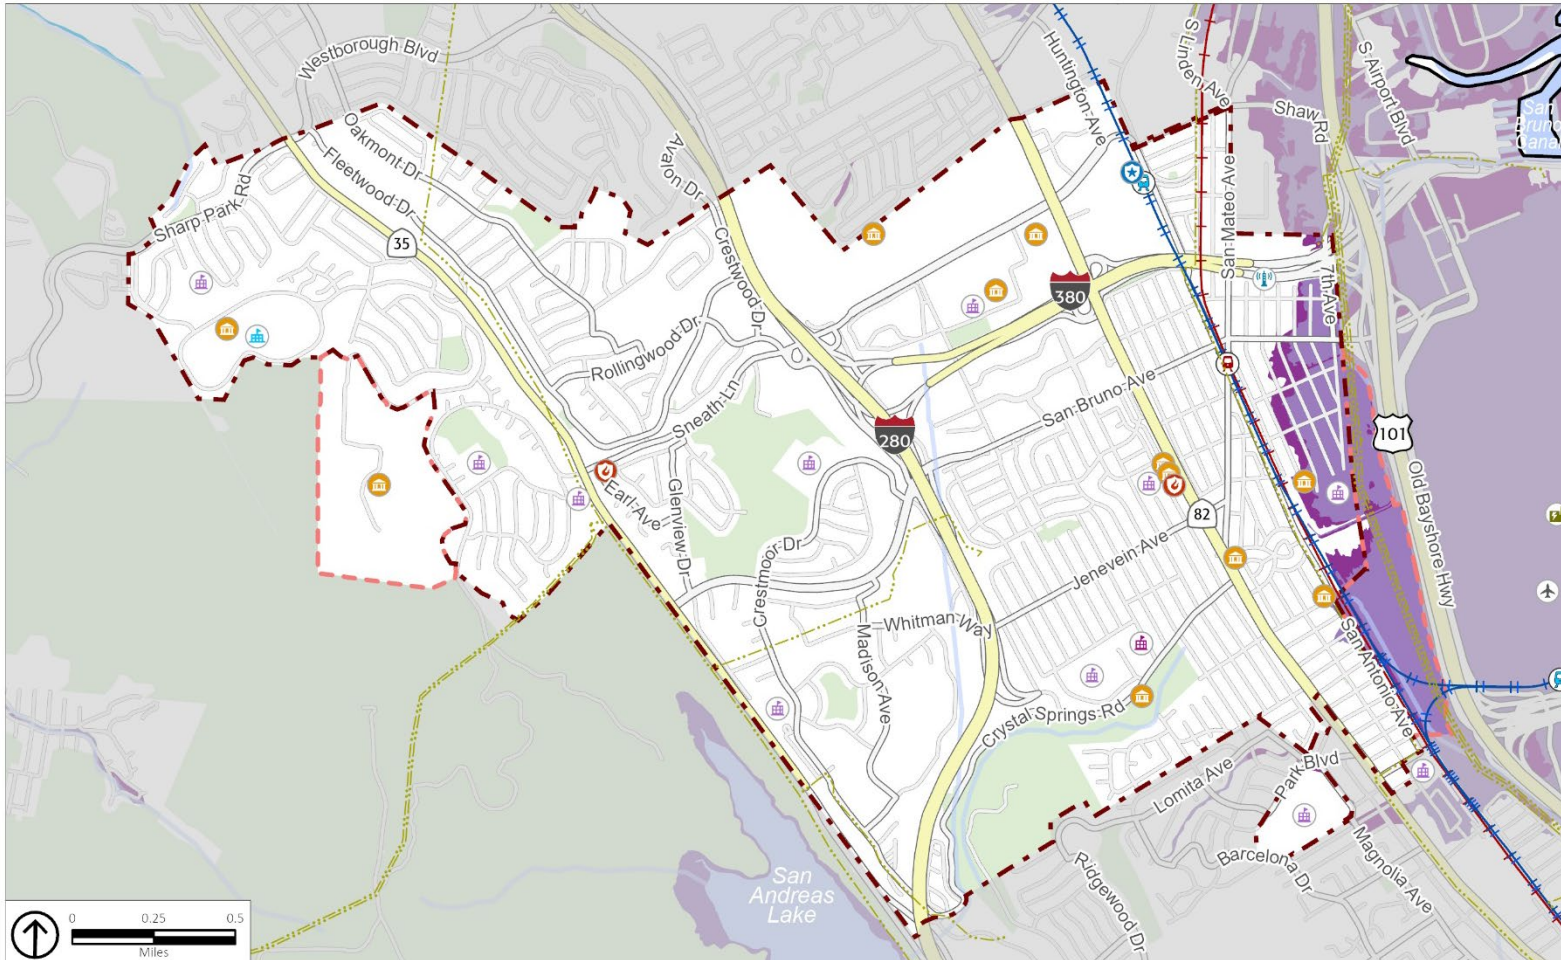 Westborough Blvd
Oakmont Dr
Fleetwood Dr
Sharp Park Rd
35
Avalon Dr
Crestwood Dr
Huntington Ave
S Linden Ave
Shaw Rd
S Airport Blvd
San
Bruno
Canal
San Mateo Ave
7th Ave
380
Rollingwood Dr
Sneath Ln
280
San Bruno Ave
101
Old Bayshore Hwy
Earl Ave
Glenview Dr
82
Crestmoor Dr
Jenevein Ave
Whitman Way
Madison Ave
San Antonio Ave
Crystal Springs Rd
Lomita Ave
Park Blvd
Barcelona Dr
Magnolia Ave
Ridgewood Dr
San
Andreas
Lake
0 0.25 0.5
Miles